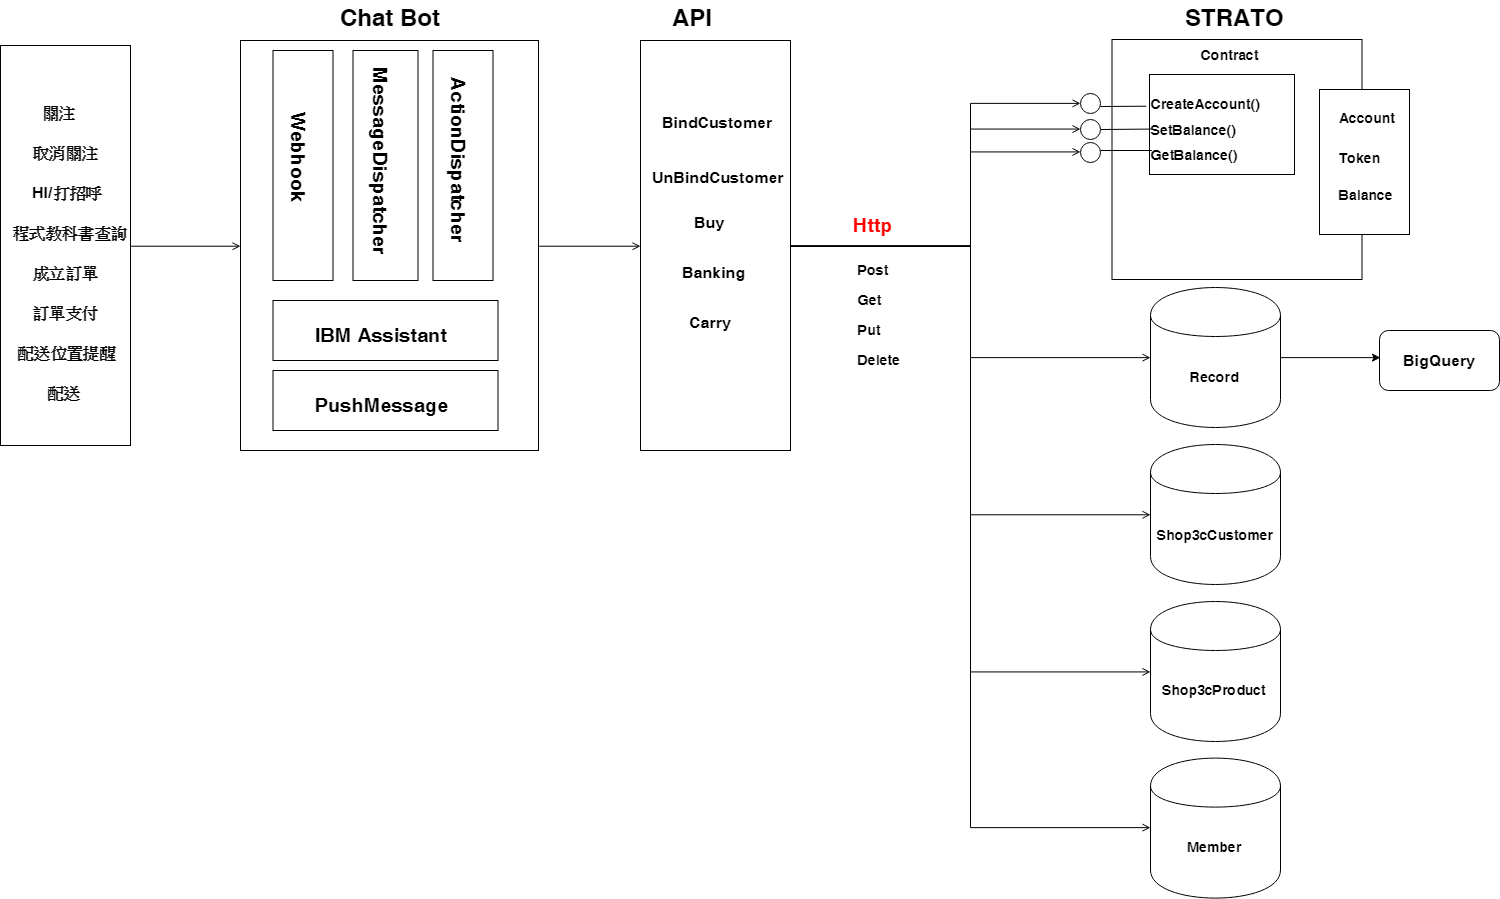 Chat Bot
API
STRATO
關注
取消關注
HI/打招呼
程式教科書查詢
成立訂單
訂單支付
配送位置提醒
配送
Webhook
MessageDispatcher
ActionDispatcher
IBM Assistant
PushMessage
BindCustomer
UnBindCustomer
Buy
Banking
Carry
Http
Post
Get
Put
Delete
Contract
CreateAccount()
SetBalance()
GetBalance()
Account
Token
Balance
Record
BigQuery
Shop3cCustomer
Shop3cProduct
Member